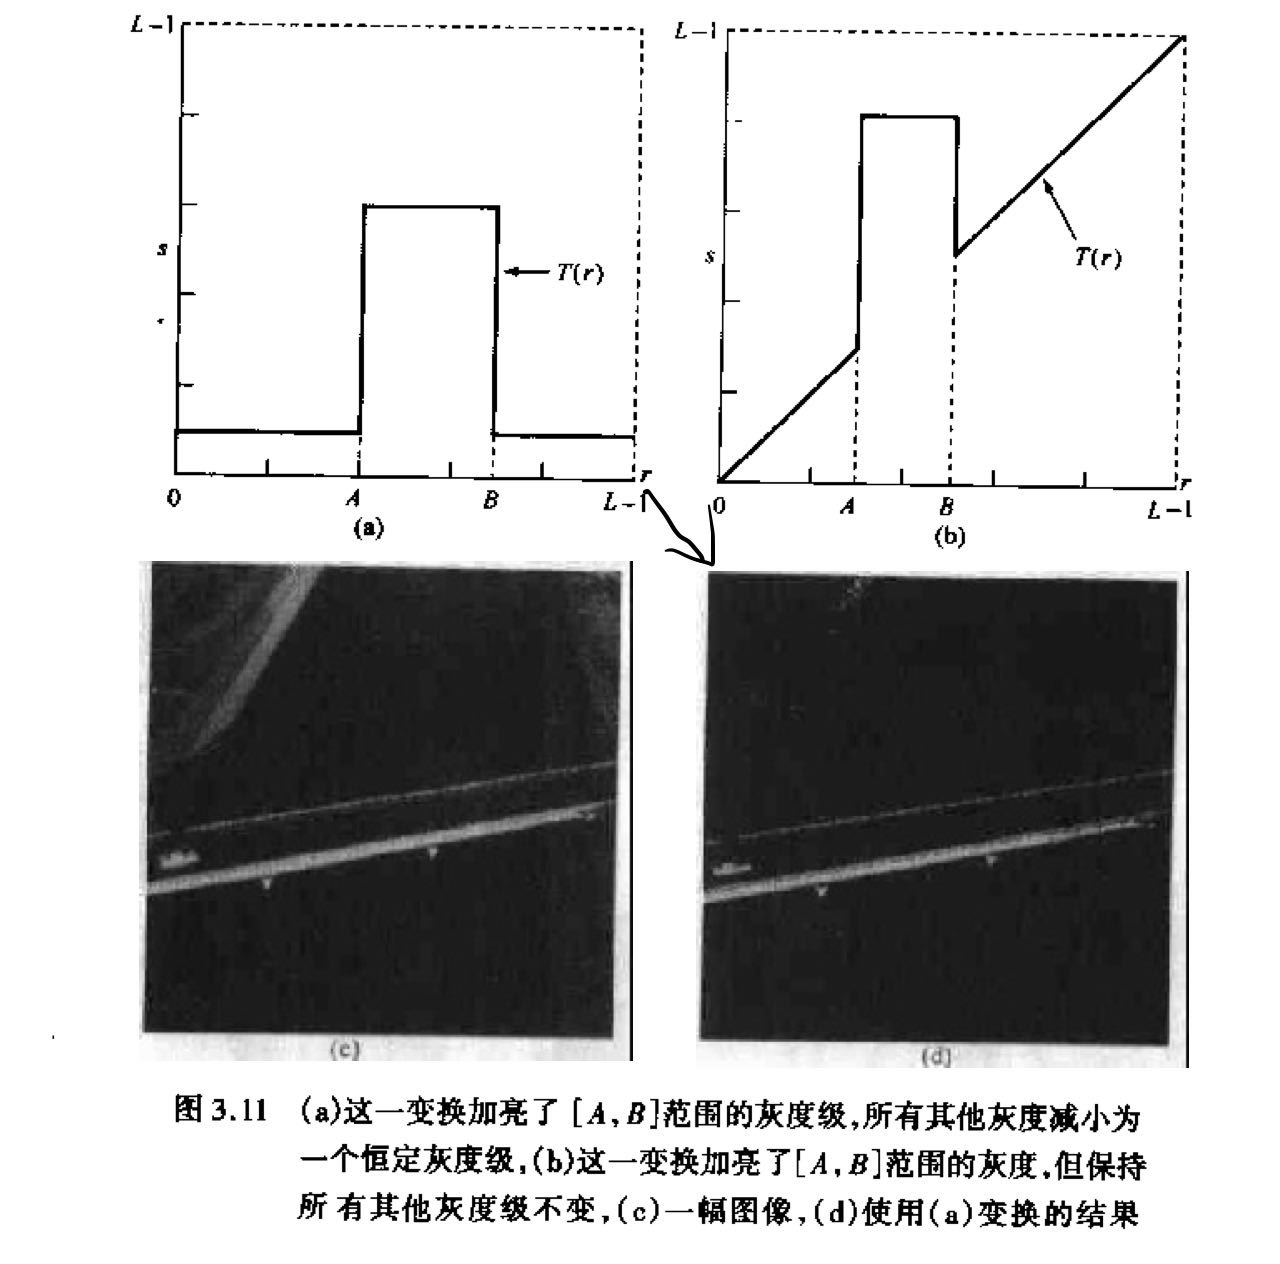 L-1
s
T(r)
0
A
B
r
L-1
(a)
L-1
s
T(r)
0
A
B
r
L-1
(b)
(c)
(d)
图 3.11 (a)这一变换加亮了[A,B]范围的灰度级,所有其他灰度减小为
一个恒定灰度级,(b)这一变换加亮了[A,B]范围的灰度,但保持
所有其他灰度级不变,(c)一幅图像,(d)使用(a)变换的结果